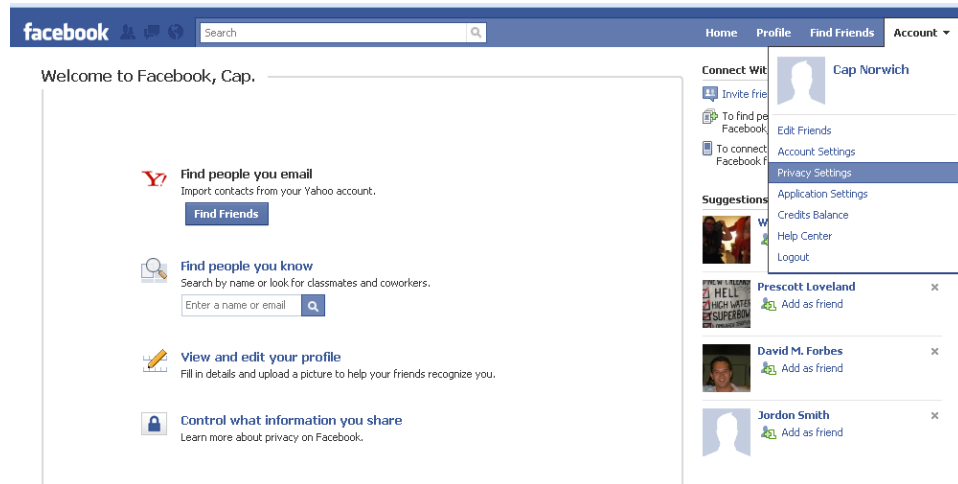 facebook
Search
Home Profile Find Friends Account
Welcome to Facebook, Cap.
Find people you email
Import contacts from your Yahoo account.
Find Friends
Find people you know
Search by name or look for classmates and coworkers.
Enter a name or email
View and edit your profile
Fill in details and upload a picture to help your friends recognize you.
Control what information you share
Learn more about privacy on Facebook.
Connect Wit
Invite frie
To find pe
Facebook,
To connect
Facebook f
Cap Norwich
Edit Friends
Account Settings
Privacy Settings
Application Settings
Credits Balance
Help Center
Logout
Suggestions
W
HELL
HIGH WATER
SUPERBOW
Prescott Loveland
Add as friend
David M. Forbes
Add as friend
Jordon Smith
Add as friend